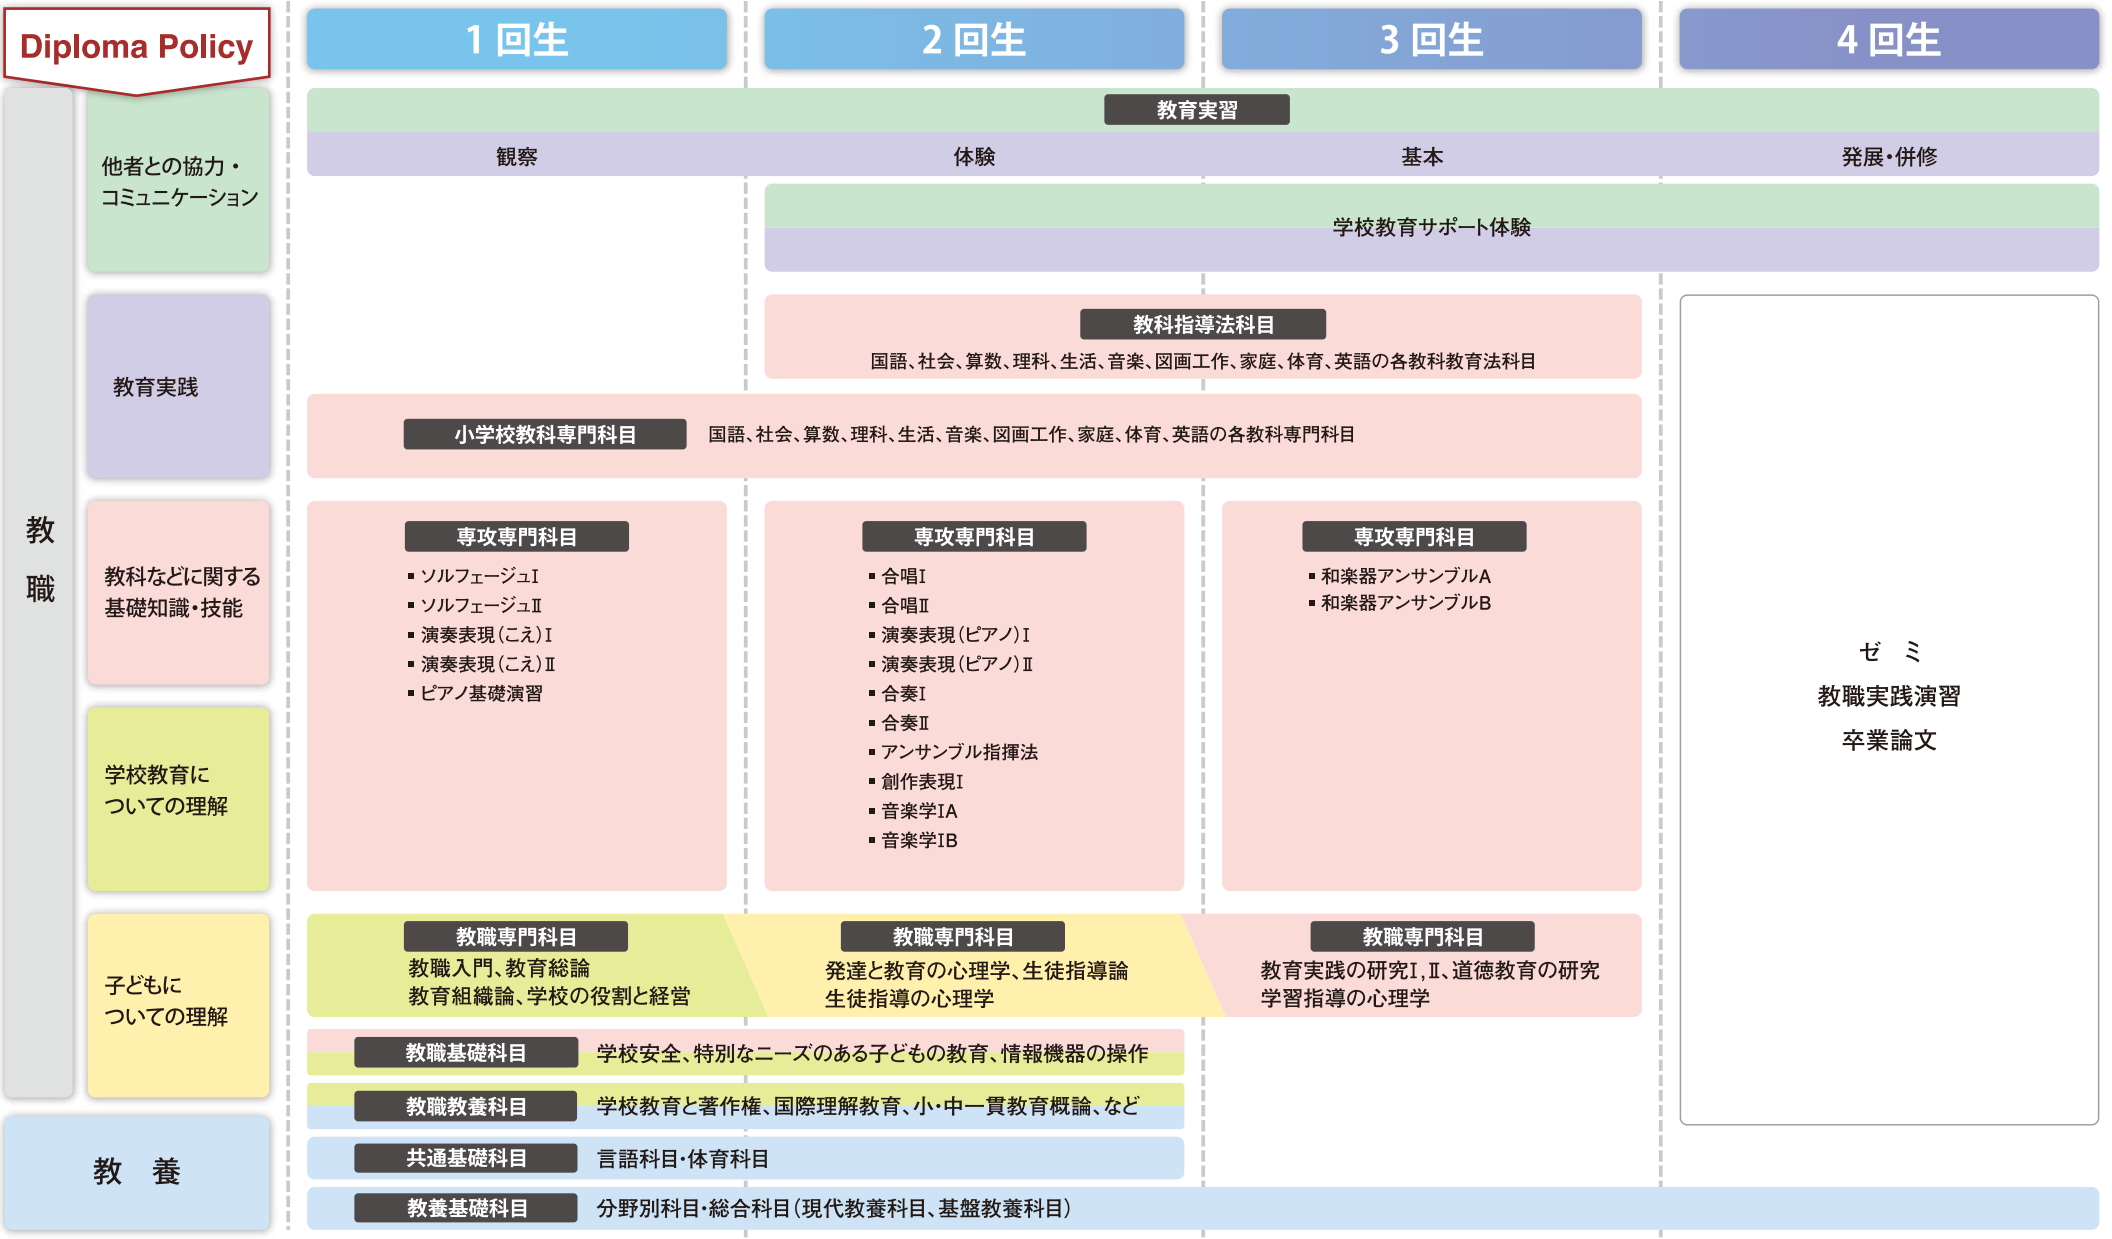 Diploma Policy
1 回生
2 回生
3 回生
4 回生
教職
他者との協力・
コミュニケーション
教育実習
観察
体験
基本
発展・併修
学校教育サポート体験
教育実践
教科指導法科目
国語、社会、算数、理科、生活、音楽、図画工作、家庭、体育、英語の各教科教育法科目
小学校教科専門科目
国語、社会、算数、理科、生活、音楽、図画工作、家庭、体育、英語の各教科専門科目
教科などに関する
基礎知識・技能
学校教育に
ついての理解
専攻専門科目
▪ ソルフェージュⅠ
▪ ソルフェージュⅡ
▪ 演奏表現(こえ)Ⅰ
▪ 演奏表現(こえ)Ⅱ
▪ ピアノ基礎演習
専攻専門科目
▪ 合唱Ⅰ
▪ 合唱Ⅱ
▪ 演奏表現(ピアノ)Ⅰ
▪ 演奏表現(ピアノ)Ⅱ
▪ 合奏Ⅰ
▪ 合奏Ⅱ
▪ アンサンブル指揮法
▪ 創作表現Ⅰ
▪ 音楽学ⅠA
▪ 音楽学ⅠB
専攻専門科目
▪ 和楽器アンサンブルA
▪ 和楽器アンサンブルB
ゼ ミ
教職実践演習
卒業論文
子どもに
ついての理解
教職専門科目
教職入門、教育総論
教育組織論、学校の役割と経営
教職専門科目
発達と教育の心理学、生徒指導論
生徒指導の心理学
教職専門科目
教育実践の研究Ⅰ,Ⅱ、道徳教育の研究
学習指導の心理学
教職基礎科目
学校安全、特別なニーズのある子どもの教育、情報機器の操作
教職教養科目
学校教育と著作権、国際理解教育、小・中一貫教育概論、など
教 養
共通基礎科目
言語科目・体育科目
教養基礎科目
分野別科目・総合科目(現代教養科目、基盤教養科目)